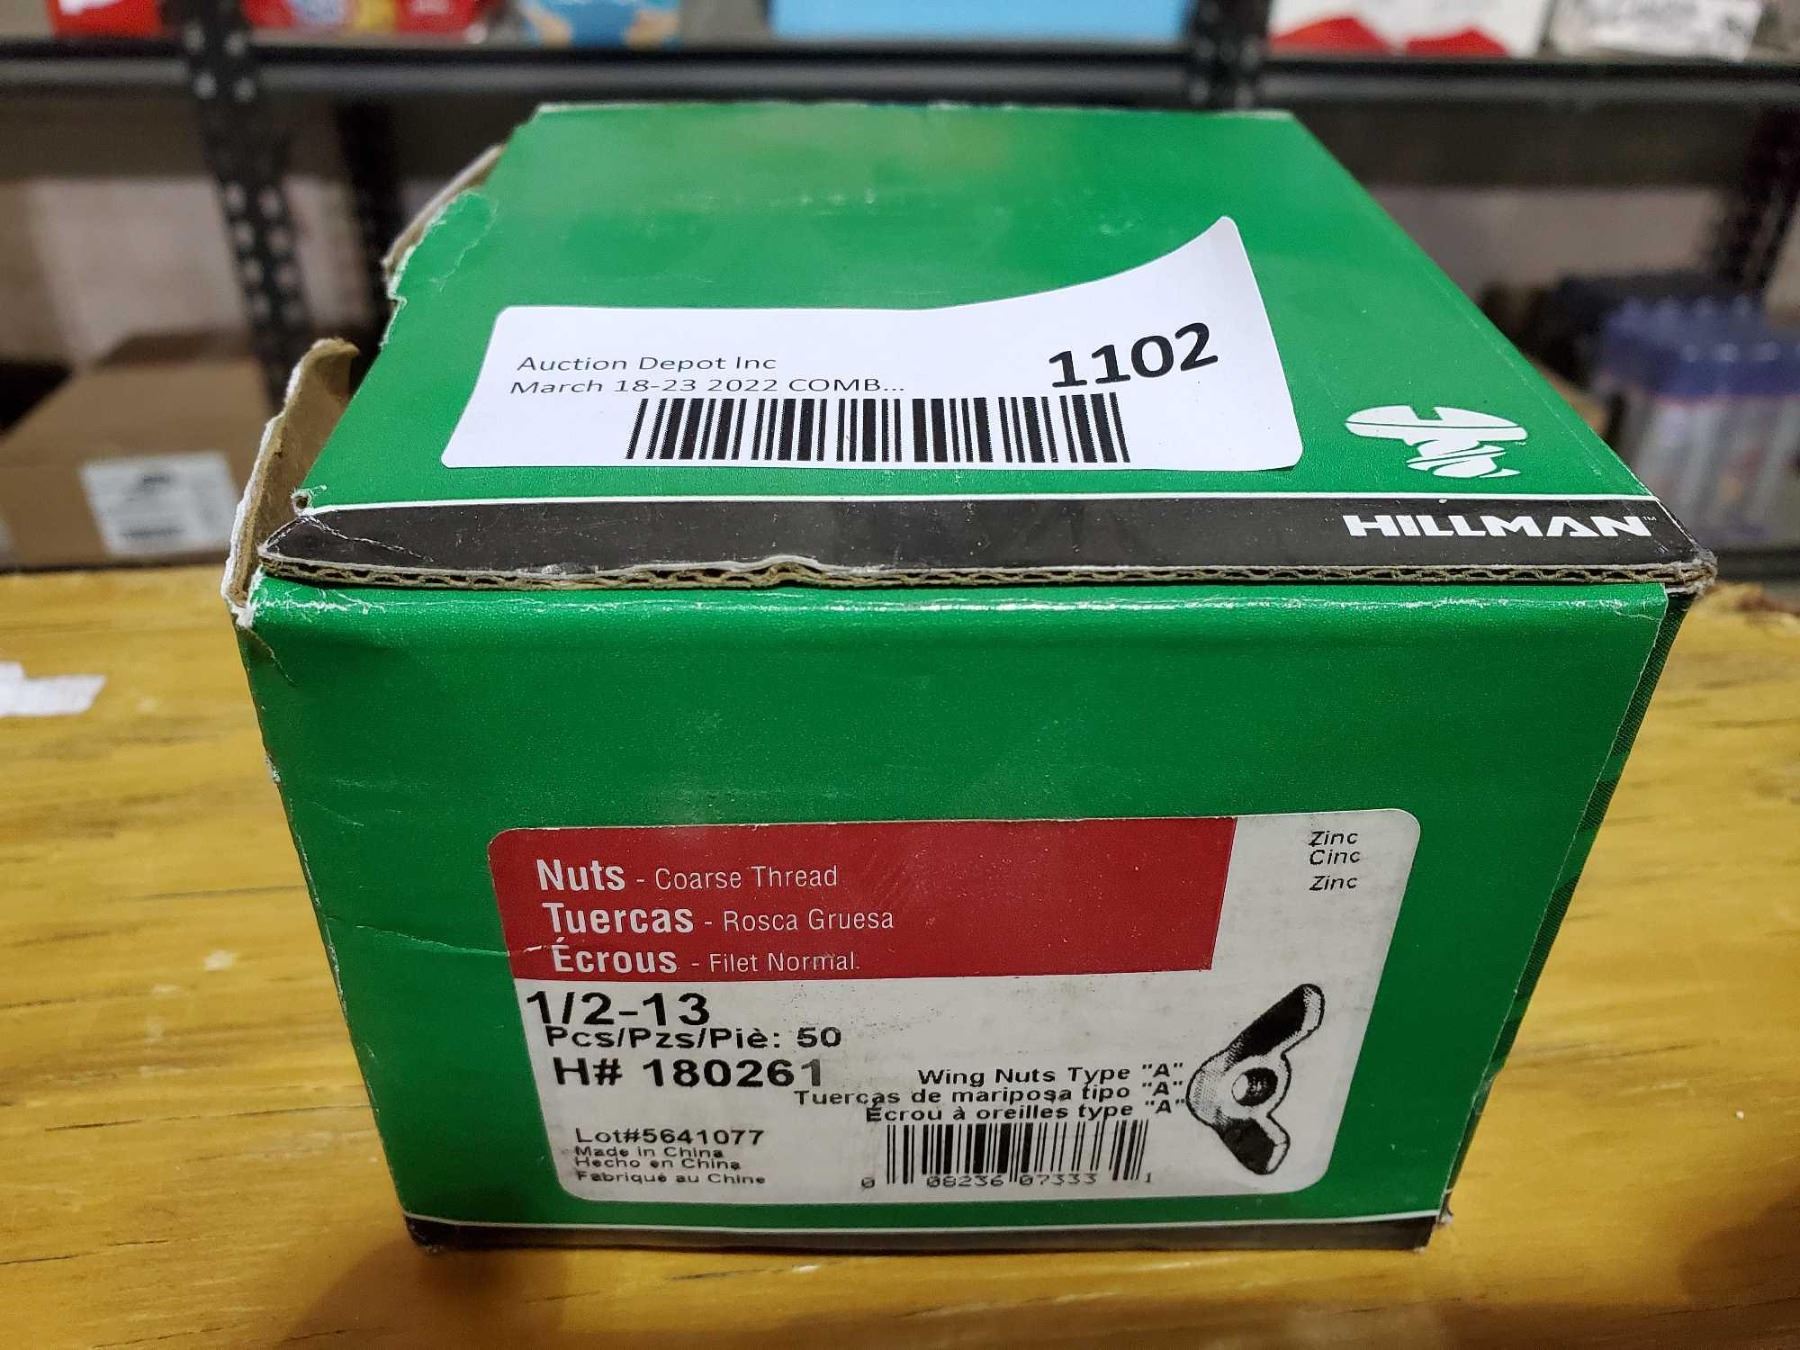 Auction Depot Inc
March 18-23 2022 COMB...
1102
HILLMAN
Nuts - Coarse Thread
Tuercas - Rosca Gruesa
Écrous - Filet Normal
Zinc
Cinc
Zinc
1/2-13
Pcs/Pzs/Piè: 50
H# 180261
Wing Nuts Type "A"
Tuercas de mariposa tipo "A"
Écrou à oreilles type "A"
Lot#5641077
Made in China
Hecho en China
Fabriqué au Chine
0 08236 07333 1